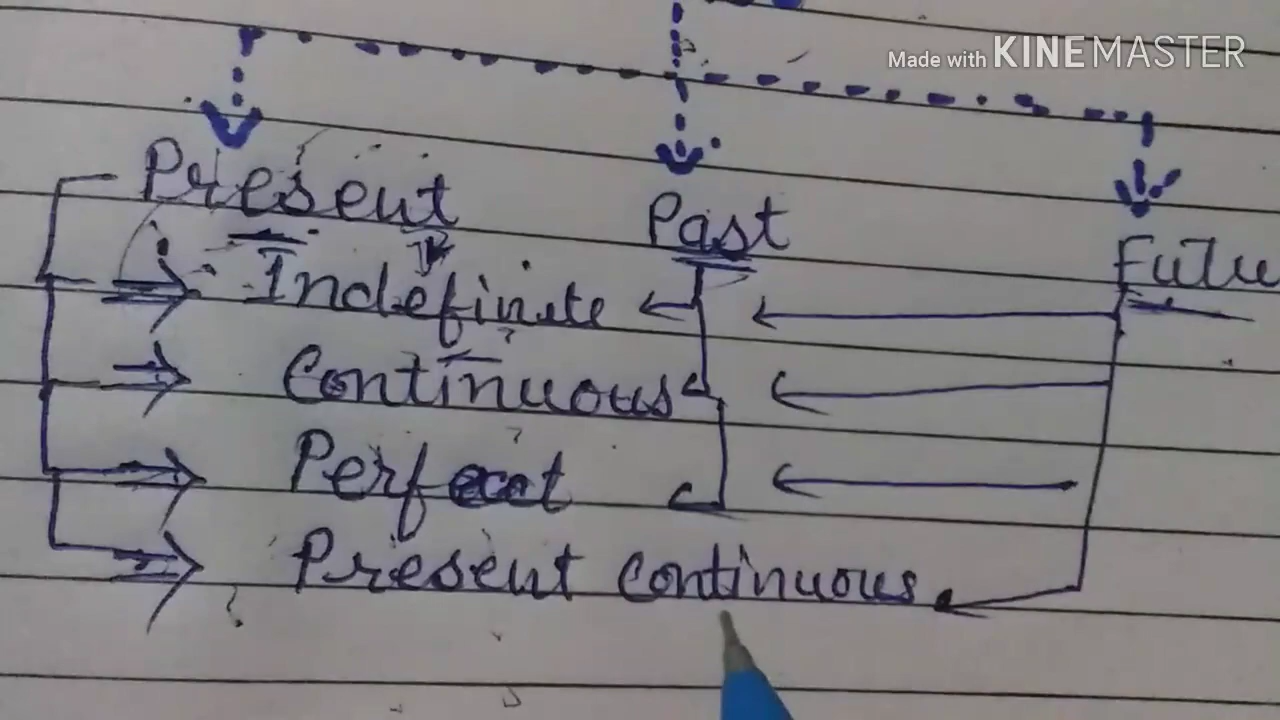 Made with KINEMASTER
Present
Past
Futu
Indefinite
Continuous
Perfect
Present Continuous